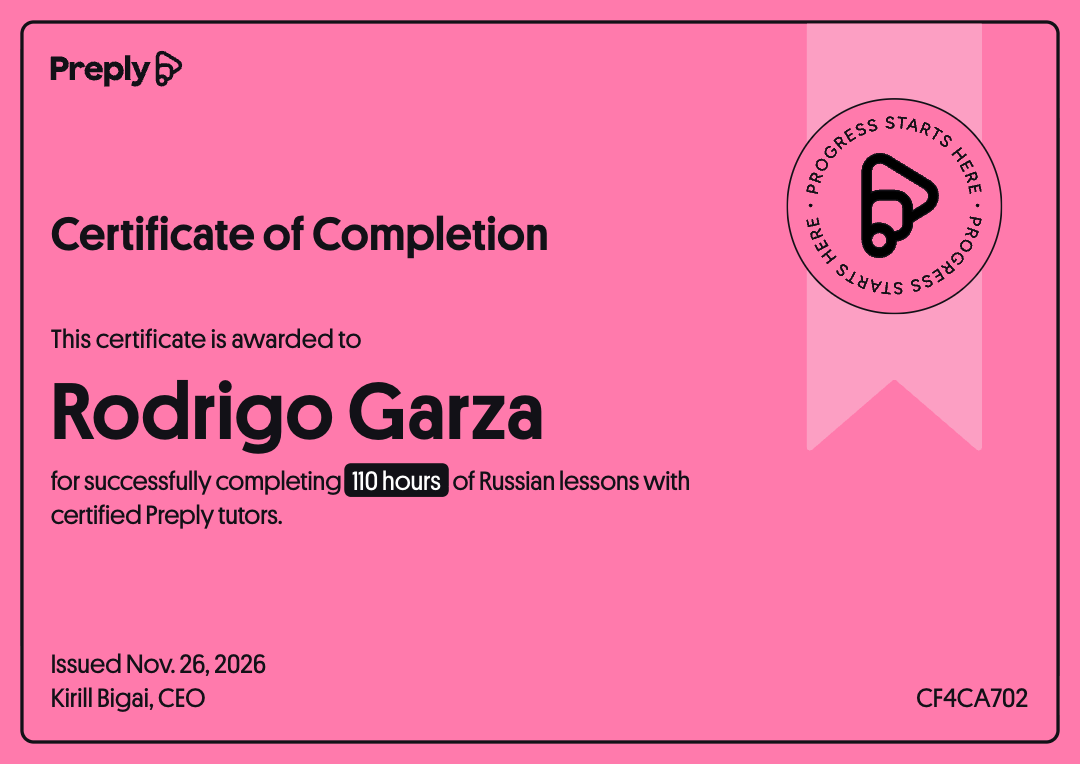 Preply
PROGRESS STARTS HERE • PROGRESS STARTS HERE •
Certificate of Completion
This certificate is awarded to
Rodrigo Garza
for successfully completing 110 hours of Russian lessons with
certified Preply tutors.
Issued Nov. 26, 2026
Kirill Bigai, CEO
CF4CA702